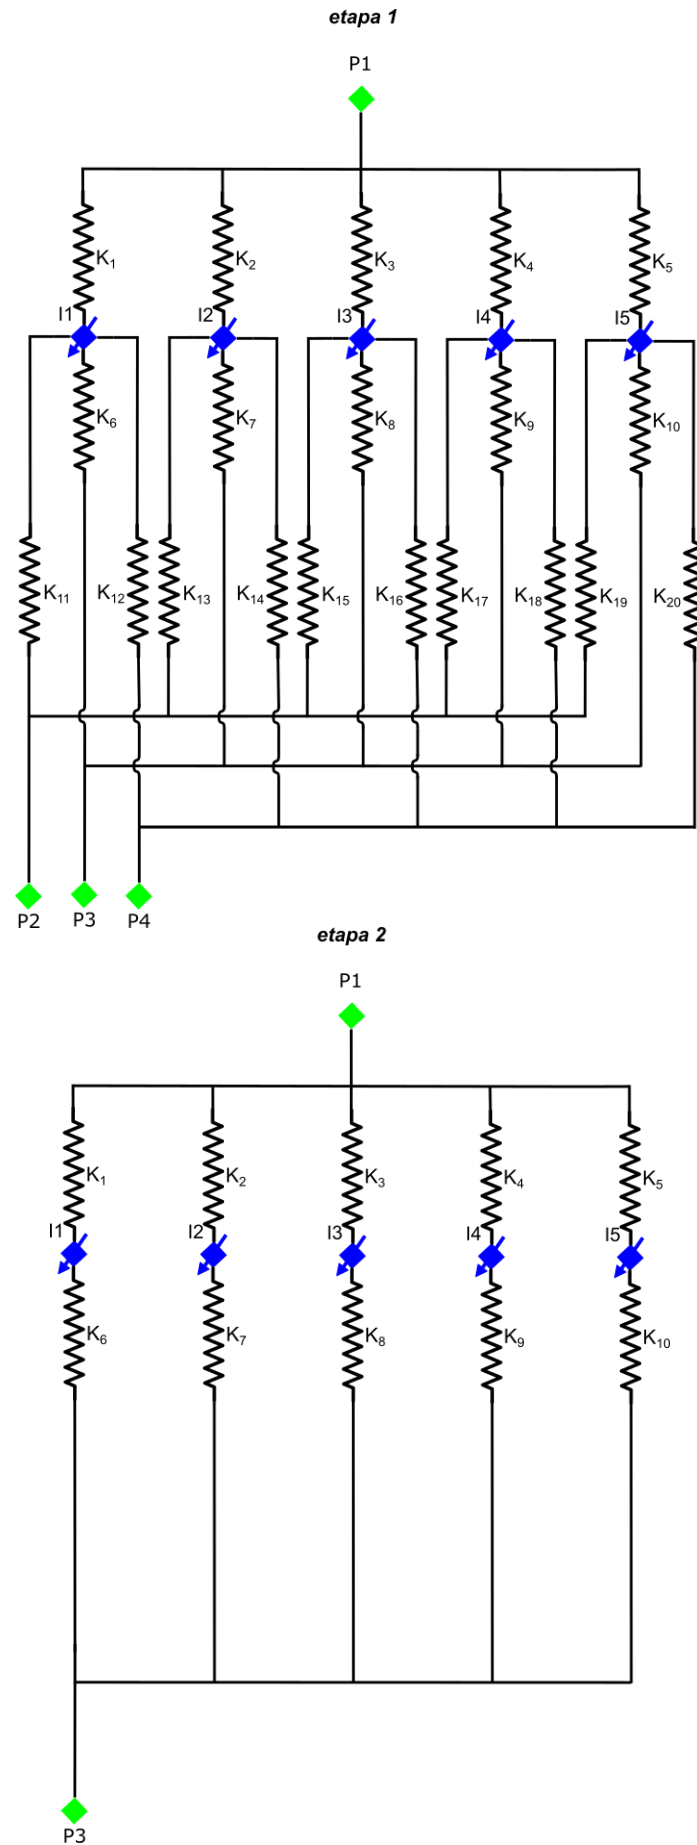 etapa 1
P1
K1 K2 K3 K4 K5
I1 I2 I3 I4 I5
K6 K7 K8 K9 K10
K11 K12 K13 K14 K15 K16 K17 K18 K19 K20
P2 P3 P4
etapa 2
P1
K1 K2 K3 K4 K5
I1 I2 I3 I4 I5
K6 K7 K8 K9 K10
P3